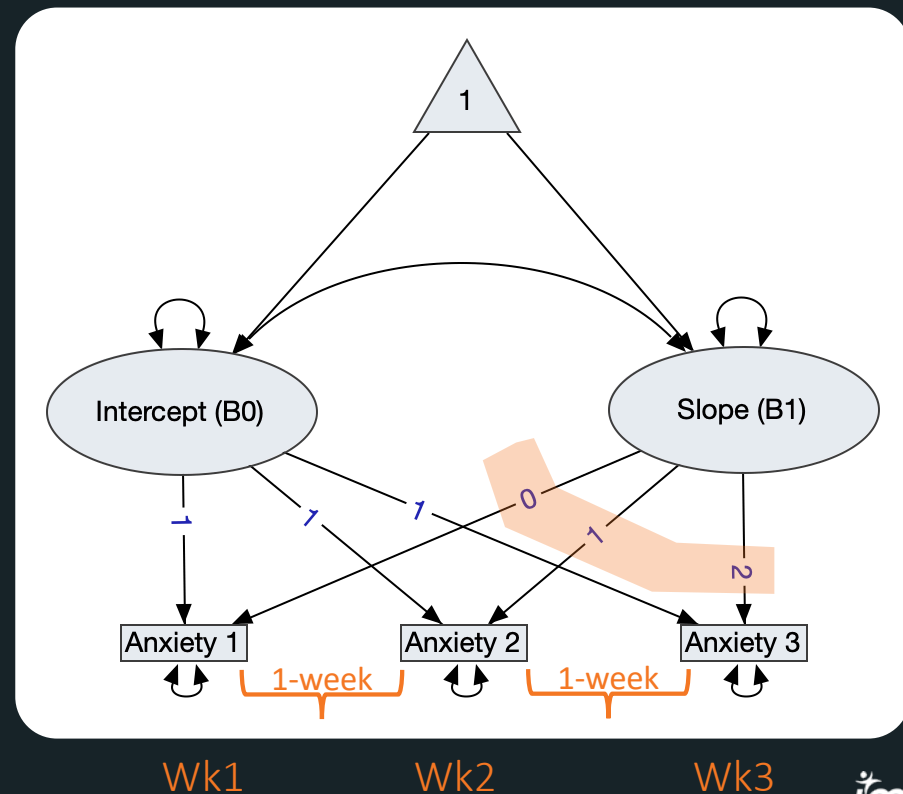 1
Intercept (B0)
Slope (B1)
1
1
1
0
1
2
Anxiety 1
Anxiety 2
Anxiety 3
1-week
1-week
Wk1
Wk2
Wk3